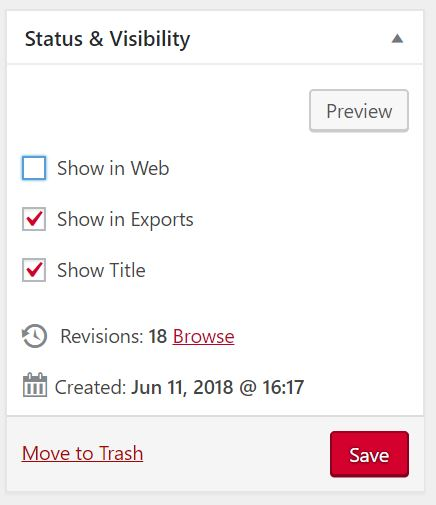 Status & Visibility
Preview
Show in Web
Show in Exports
Show Title
Revisions: 18 Browse
Created: Jun 11, 2018 @ 16:17
Move to Trash
Save